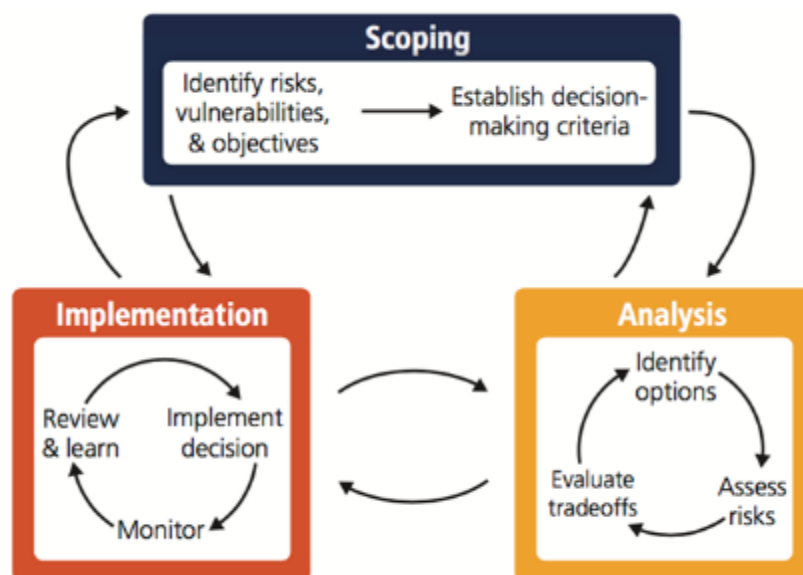 Scoping
Identify risks,
vulnerabilities,
& objectives
Establish decision-
making criteria
Implementation
Review
& learn
Implement
decision
Monitor
Analysis
Identify
options
Assess
risks
Evaluate
tradeoffs